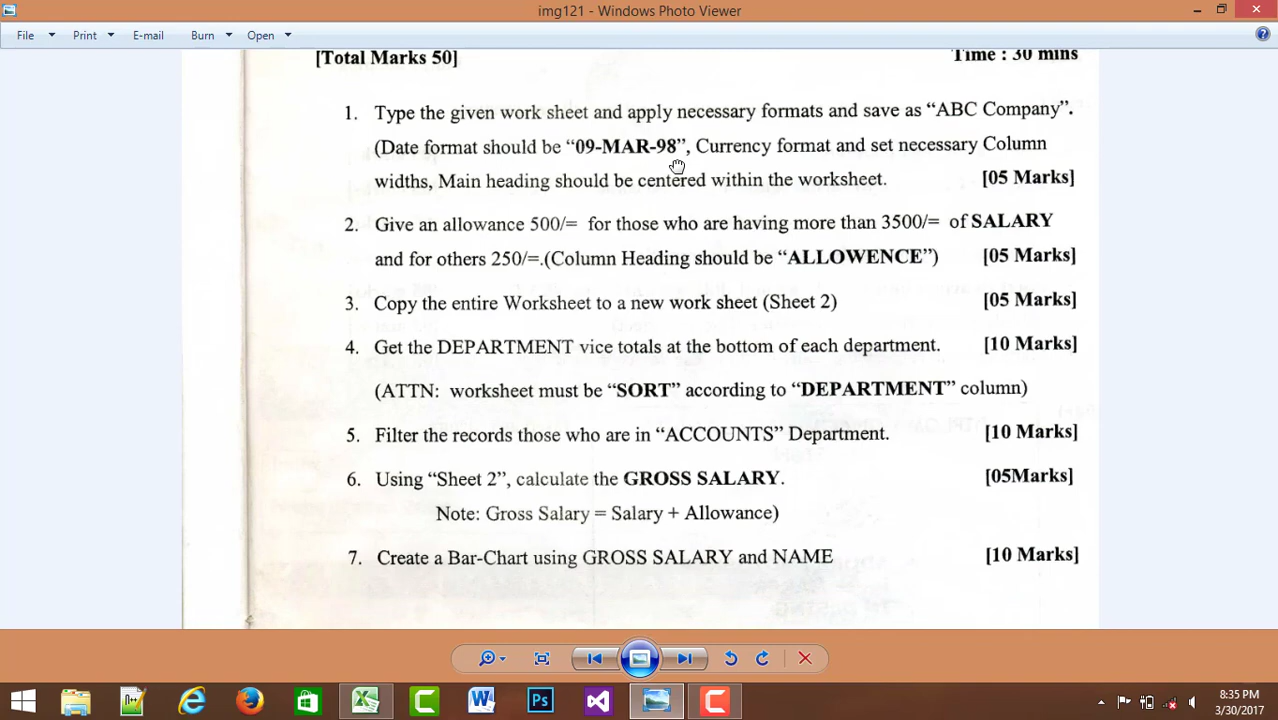 img121 - Windows Photo Viewer
File Print E-mail Burn Open
[Total Marks 50] Time : 30 mins
1. Type the given work sheet and apply necessary formats and save as “ABC Company”.
(Date format should be “09-MAR-98”, Currency format and set necessary Column
widths, Main heading should be centered within the worksheet. [05 Marks]
2. Give an allowance 500/= for those who are having more than 3500/= of SALARY
and for others 250/=.(Column Heading should be “ALLOWENCE”) [05 Marks]
3. Copy the entire Worksheet to a new work sheet (Sheet 2) [05 Marks]
4. Get the DEPARTMENT vice totals at the bottom of each department. [10 Marks]
(ATTN: worksheet must be “SORT” according to “DEPARTMENT” column)
5. Filter the records those who are in “ACCOUNTS” Department. [10 Marks]
6. Using “Sheet 2”, calculate the GROSS SALARY. [05Marks]
Note: Gross Salary = Salary + Allowance)
7. Create a Bar-Chart using GROSS SALARY and NAME [10 Marks]
8:35 PM
3/30/2017